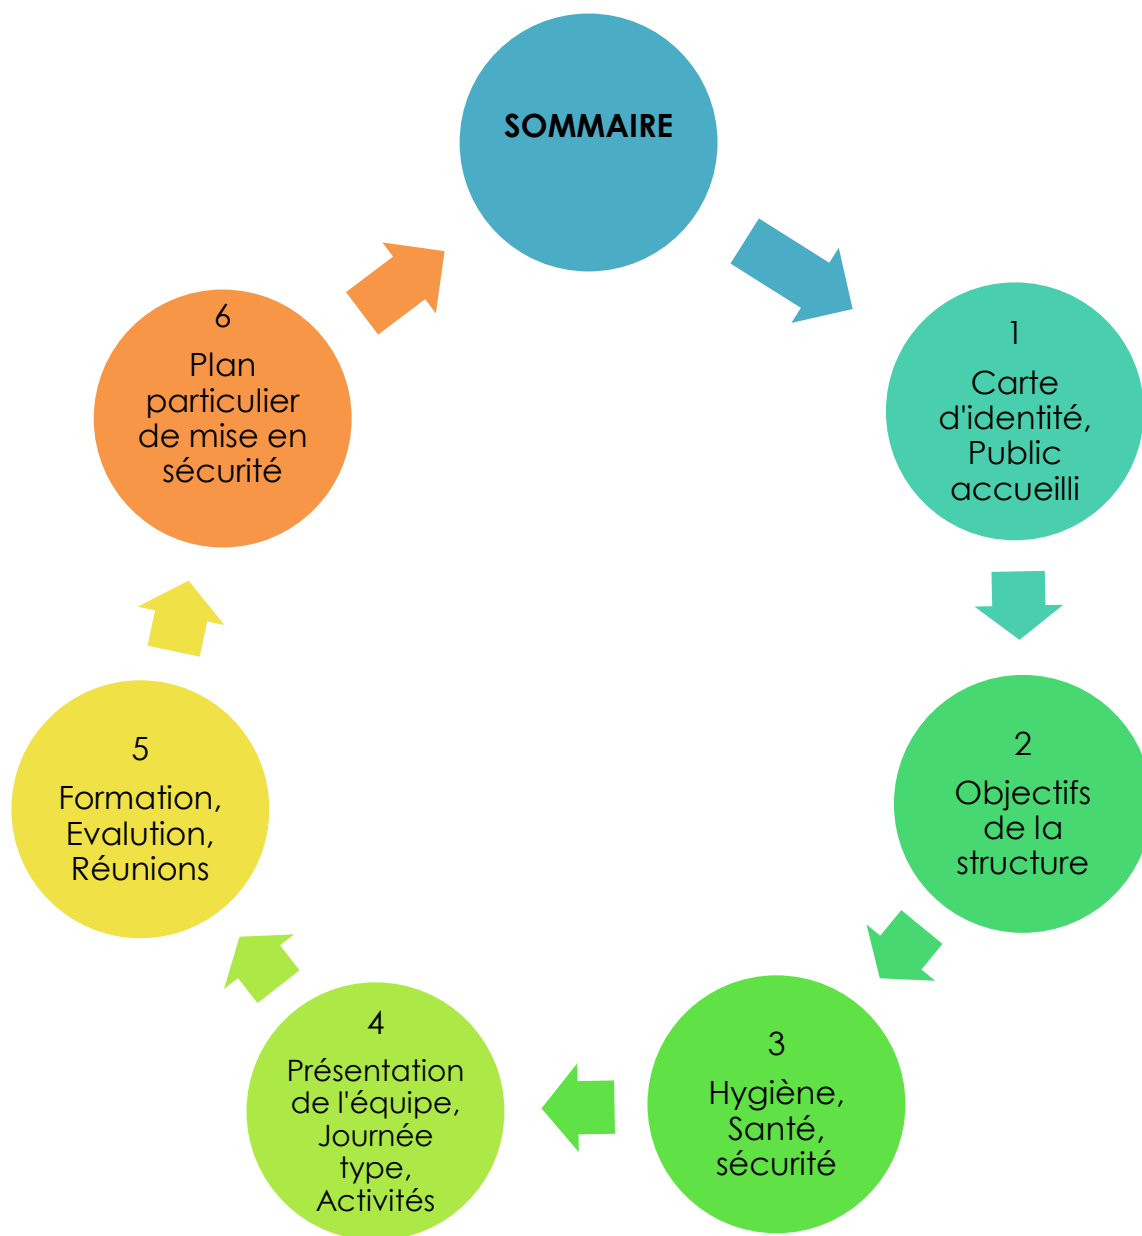 SOMMAIRE
1
Carte
d'identité,
Public
accueilli
2
Objectifs
de la
structure
3
Hygiène,
Santé,
sécurité
4
Présentation
de l'équipe,
Journée
type,
Activités
5
Formation,
Evalution,
Réunions
6
Plan
particulier
de mise en
sécurité